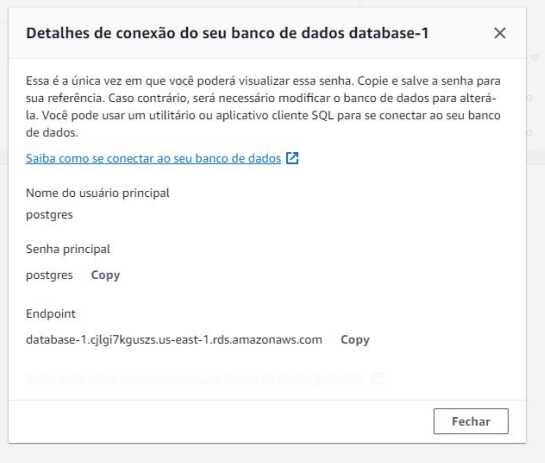 Detalhes de conexão do seu banco de dados database-1
Essa é a única vez em que você poderá visualizar essa senha. Copie e salve a senha para
sua referência. Caso contrário, será necessário modificar o banco de dados para alterá-
la. Você pode usar um utilitário ou aplicativo cliente SQL para se conectar ao seu banco
de dados.
Saiba como se conectar ao seu banco de dados
Nome do usuário principal
postgres
Senha principal
postgres Copy
Endpoint
database-1.cjlgi7kguszs.us-east-1.rds.amazonaws.com Copy
Fechar